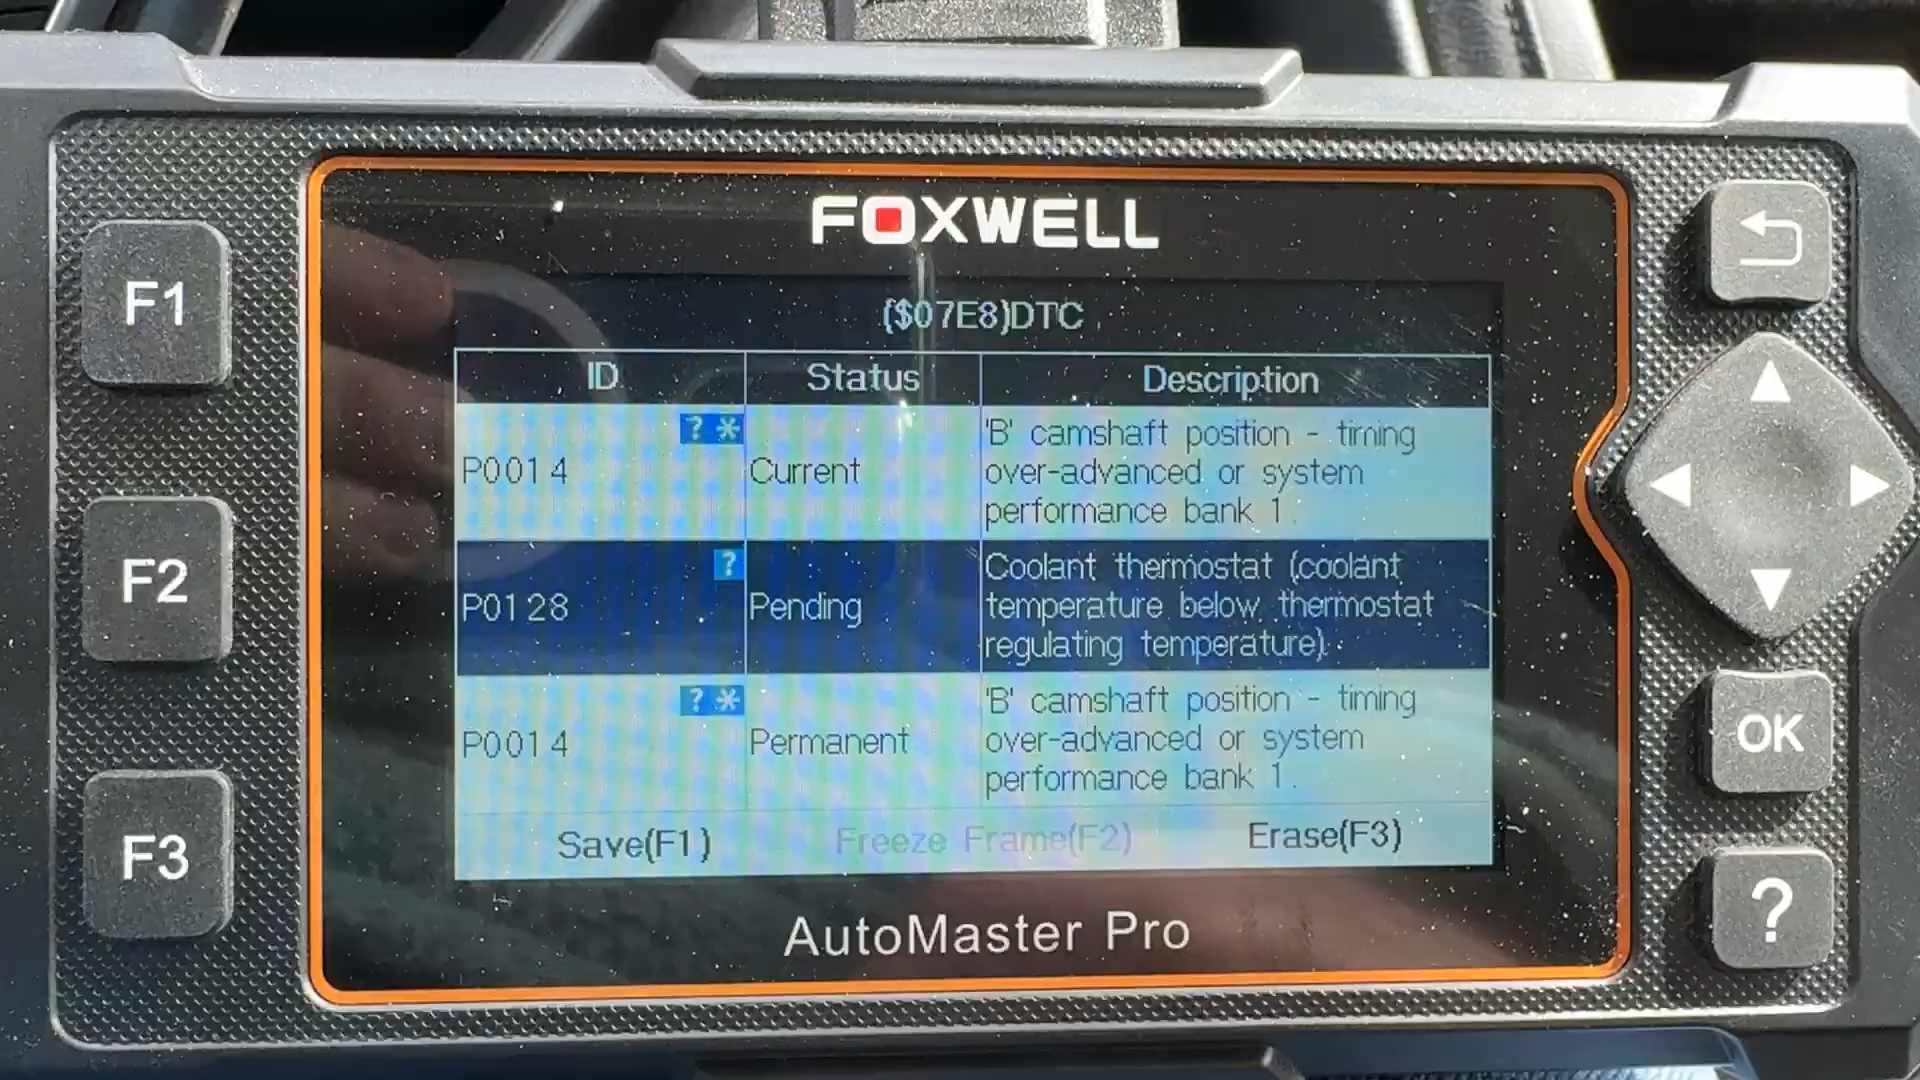 FOXWELL
($07E8)DTC
ID Status Description
? *
P0014 Current 'B' camshaft position - timing
over-advanced or system
performance bank 1.
?
P0128 Pending Coolant thermostat (coolant
temperature below thermostat
regulating temperature).
? *
P0014 Permanent 'B' camshaft position - timing
over-advanced or system
performance bank 1.
Save(F1) Freeze Frame(F2) Erase(F3)
AutoMaster Pro
F1
F2
F3
OK
?